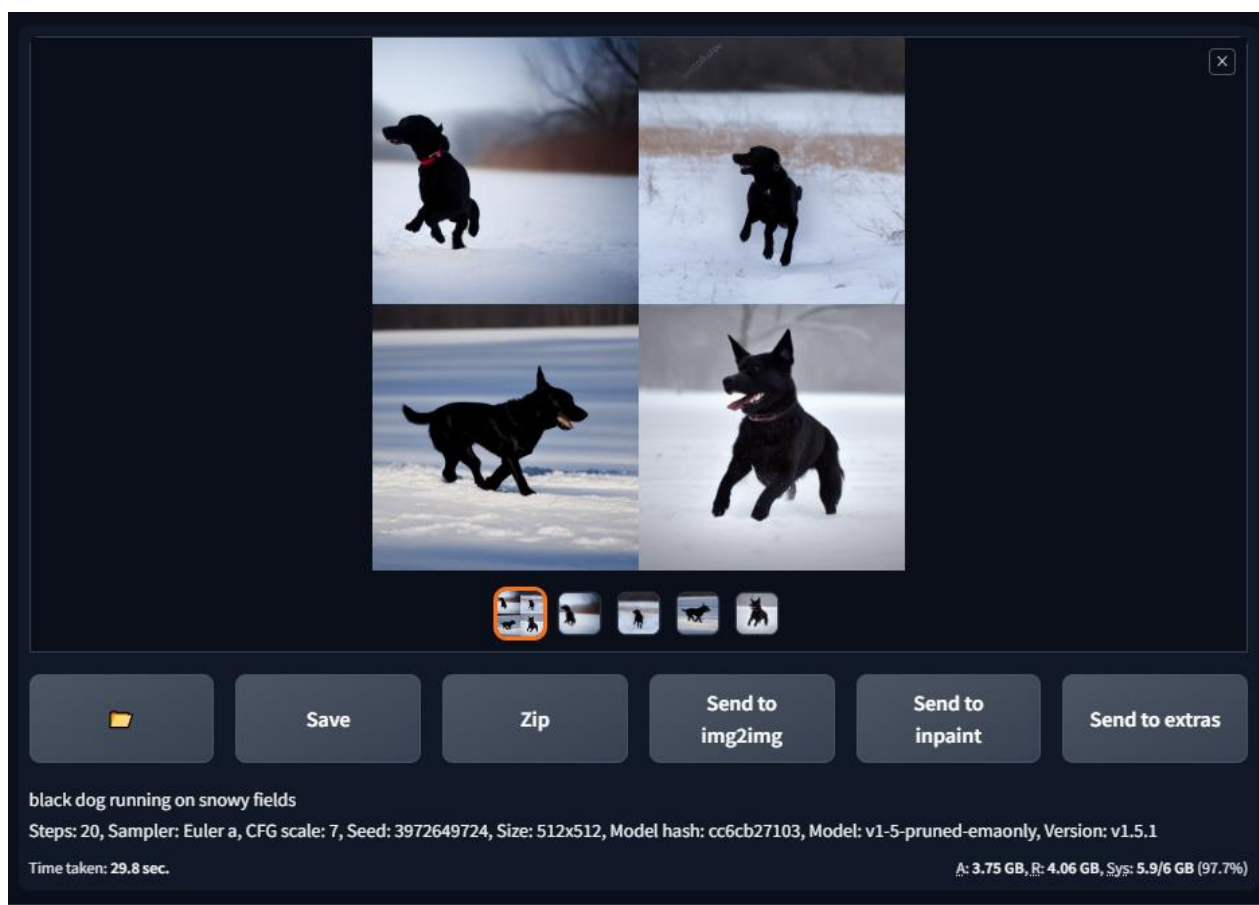 Save
Zip
Send to
img2img
Send to
inpaint
Send to extras
black dog running on snowy fields
Steps: 20, Sampler: Euler a, CFG scale: 7, Seed: 3972649724, Size: 512x512, Model hash: cc6cb27103, Model: v1-5-pruned-emaonly, Version: v1.5.1
Time taken: 29.8 sec.
A: 3.75 GB, R: 4.06 GB, Sys: 5.9/6 GB (97.7%)